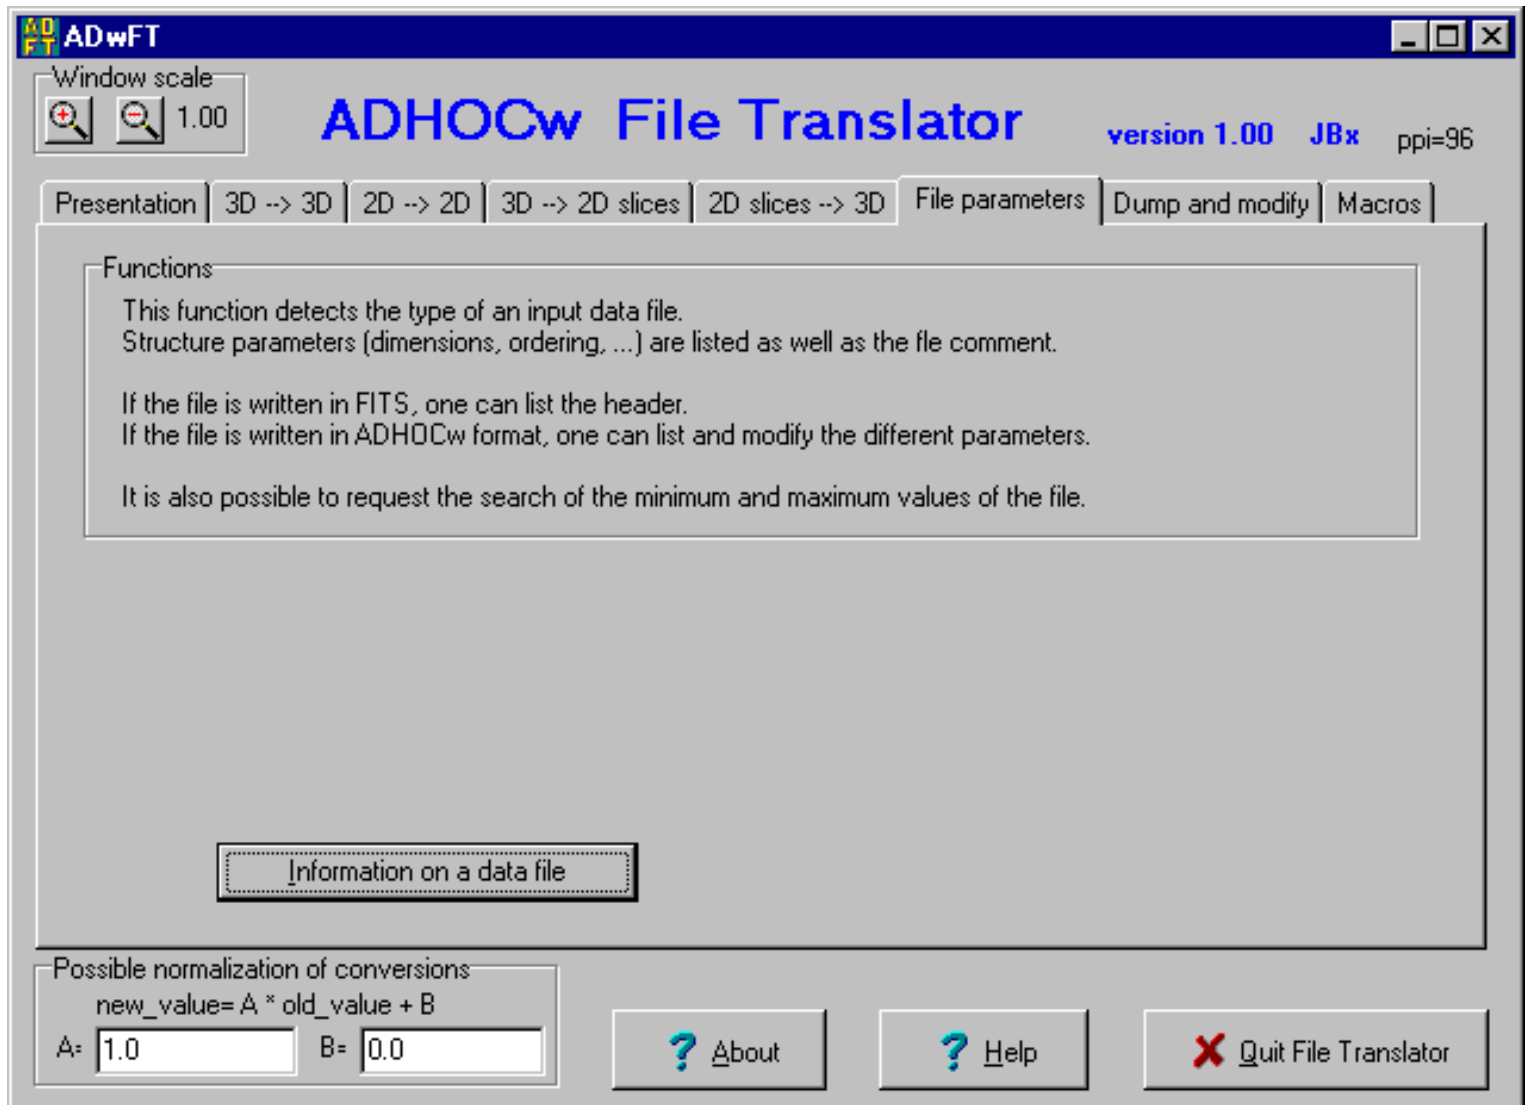 AD
FT
ADwFT
Window scale
1.00
ADHOCw File Translator
version 1.00 JBx ppi=96
Presentation 3D --> 3D 2D --> 2D 3D --> 2D slices 2D slices --> 3D File parameters Dump and modify Macros
Functions
This function detects the type of an input data file.
Structure parameters (dimensions, ordering, ...) are listed as well as the fle comment.
If the file is written in FITS, one can list the header.
If the file is written in ADHOCw format, one can list and modify the different parameters.
It is also possible to request the search of the minimum and maximum values of the file.
Information on a data file
Possible normalization of conversions
new_value= A * old_value + B
A= 1.0 B= 0.0
? About
? Help
Quit File Translator